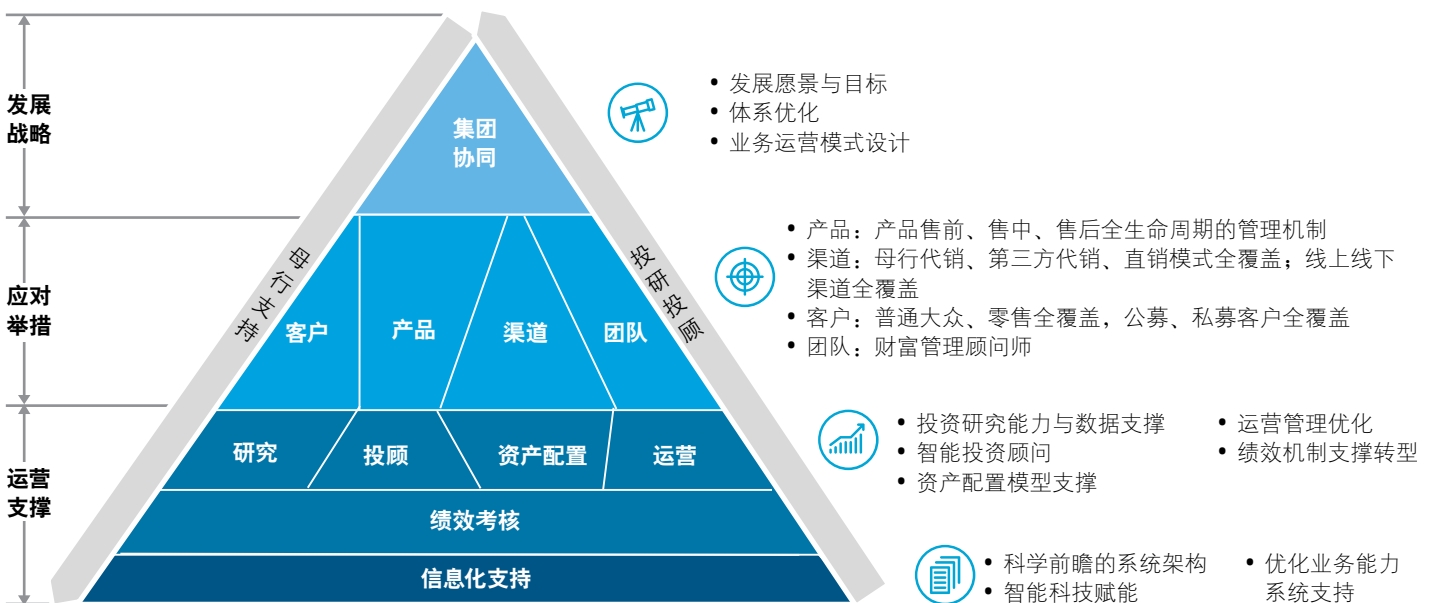 发展
战略
集团
协同
• 发展愿景与目标
• 体系优化
• 业务运营模式设计
应对
举措
母行支持
投研投顾
客户
产品
渠道
团队
• 产品：产品售前、售中、售后全生命周期的管理机制
• 渠道：母行代销、第三方代销、直销模式全覆盖；线上线下
渠道全覆盖
• 客户：普通大众、零售全覆盖，公募、私募客户全覆盖
• 团队：财富管理顾问师
运营
支撑
研究
投顾
资产配置
运营
绩效考核
信息化支持
• 投资研究能力与数据支撑
• 智能投资顾问
• 资产配置模型支撑
• 运营管理优化
• 绩效机制支撑转型
• 科学前瞻的系统架构
• 智能科技赋能
• 优化业务能力
系统支持